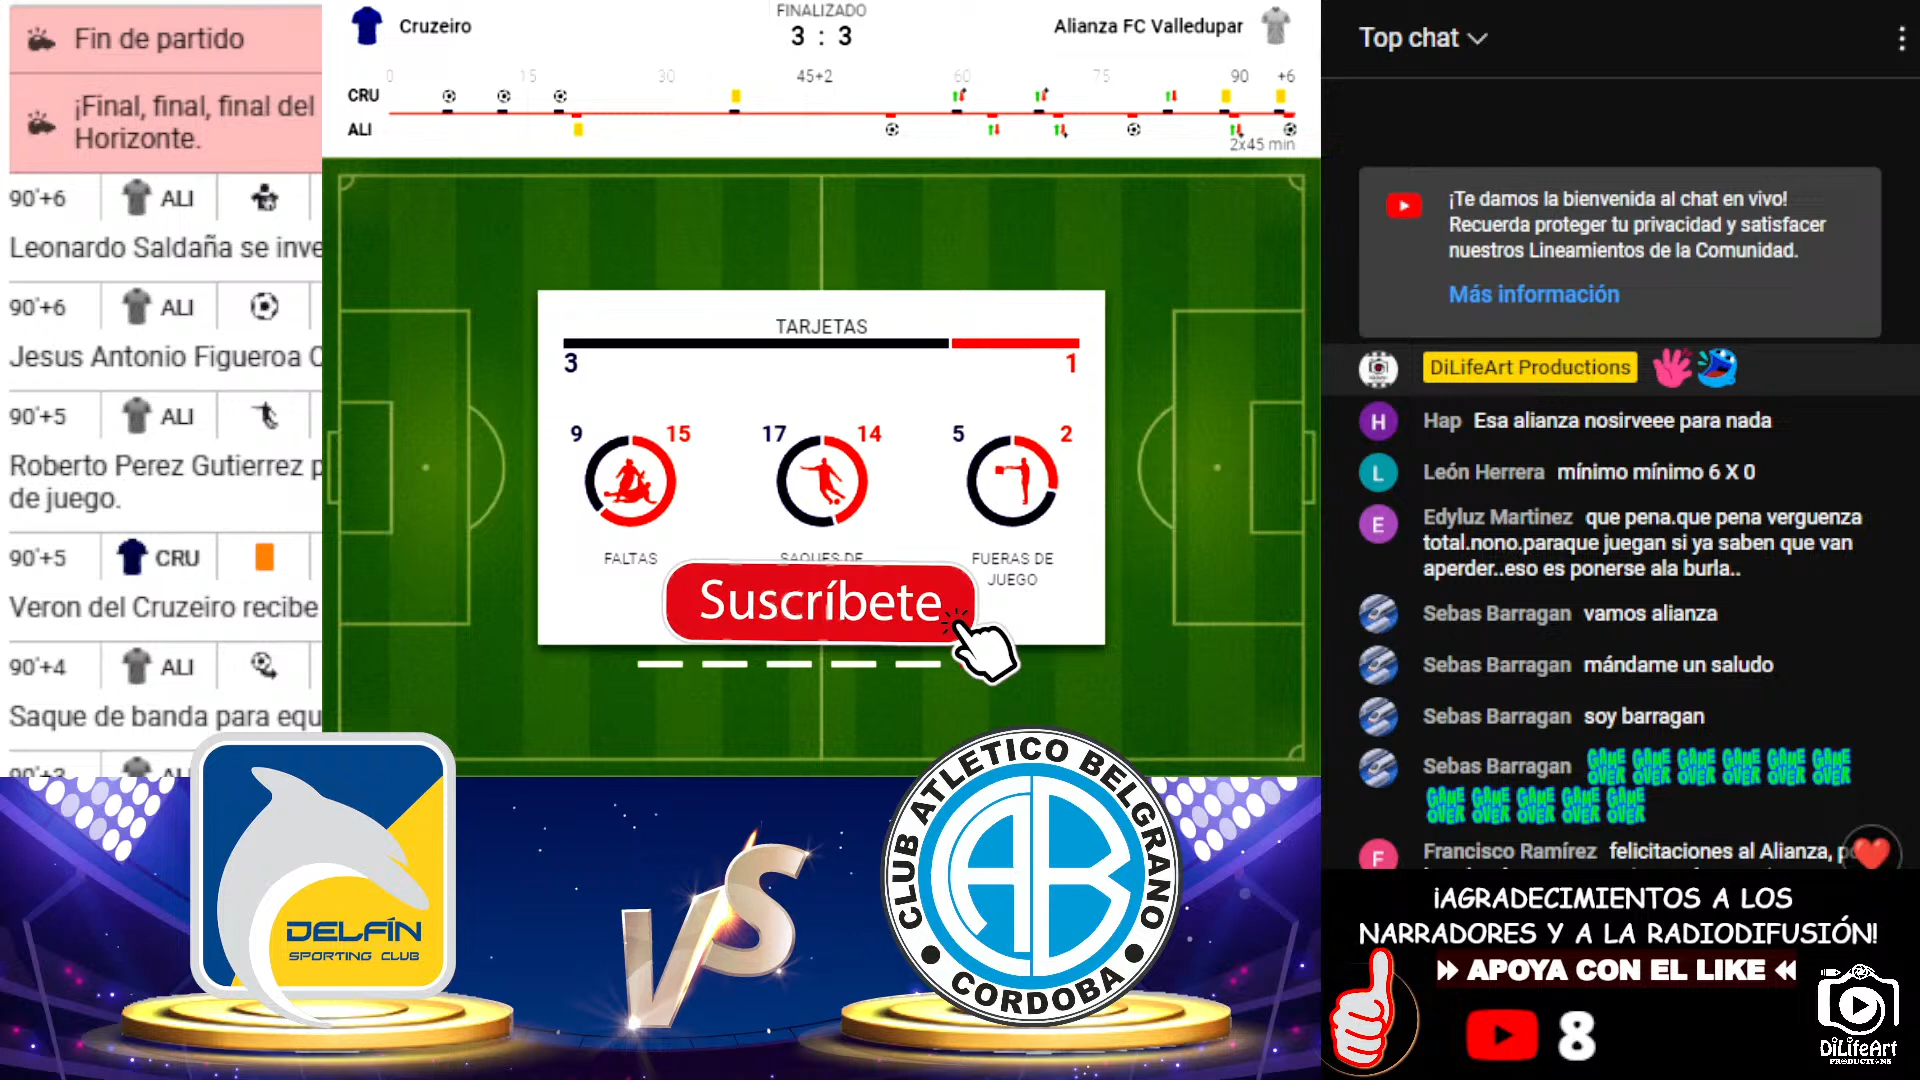 Fin de partido
¡Final, final, final del
Horizonte.
90'+6 ALI
Leonardo Saldaña se inve
90'+6 ALI
Jesus Antonio Figueroa
90'+5 ALI
Roberto Perez Gutierrez p
de juego.
90'+5 CRU
Veron del Cruzeiro recibe
90'+4 ALI
Saque de banda para equ
Cruzeiro
FINALIZADO
3 : 3
Alianza FC Valledupar
0 15 30 45+2 60 75 90 +6
CRU
ALI
2x45 min
TARJETAS
3 1
9 15 17 14 5 2
FALTAS SAQUES DE FUERAS DE
JUEGO
Suscríbete
DELFÍN
SPORTING CLUB
VS
CLUB ATLETICO BELGRANO
CORDOBA
Top chat
¡Te damos la bienvenida al chat en vivo!
Recuerda proteger tu privacidad y satisfacer
nuestros Lineamientos de la Comunidad.
Más información
DiLifeArt Productions
H Hap Esa alianza nosirveee para nada
L León Herrera mínimo mínimo 6 X 0
E Edyluz Martinez que pena.que pena verguenza
total.nono.paraque juegan si ya saben que van
aperder..eso es ponerse ala burla..
Sebas Barragan vamos alianza
Sebas Barragan mándame un saludo
Sebas Barragan soy barragan
Sebas Barragan GAME OVER GAME OVER GAME OVER GAME OVER GAME OVER GAME OVER
GAME OVER GAME OVER GAME OVER GAME OVER GAME OVER
F Francisco Ramírez felicitaciones al Alianza,
¡AGRADECIMIENTOS A LOS
NARRADORES Y A LA RADIODIFUSIÓN!
APOYA CON EL LIKE
8
DiLifeArt
PRODUCTIONS